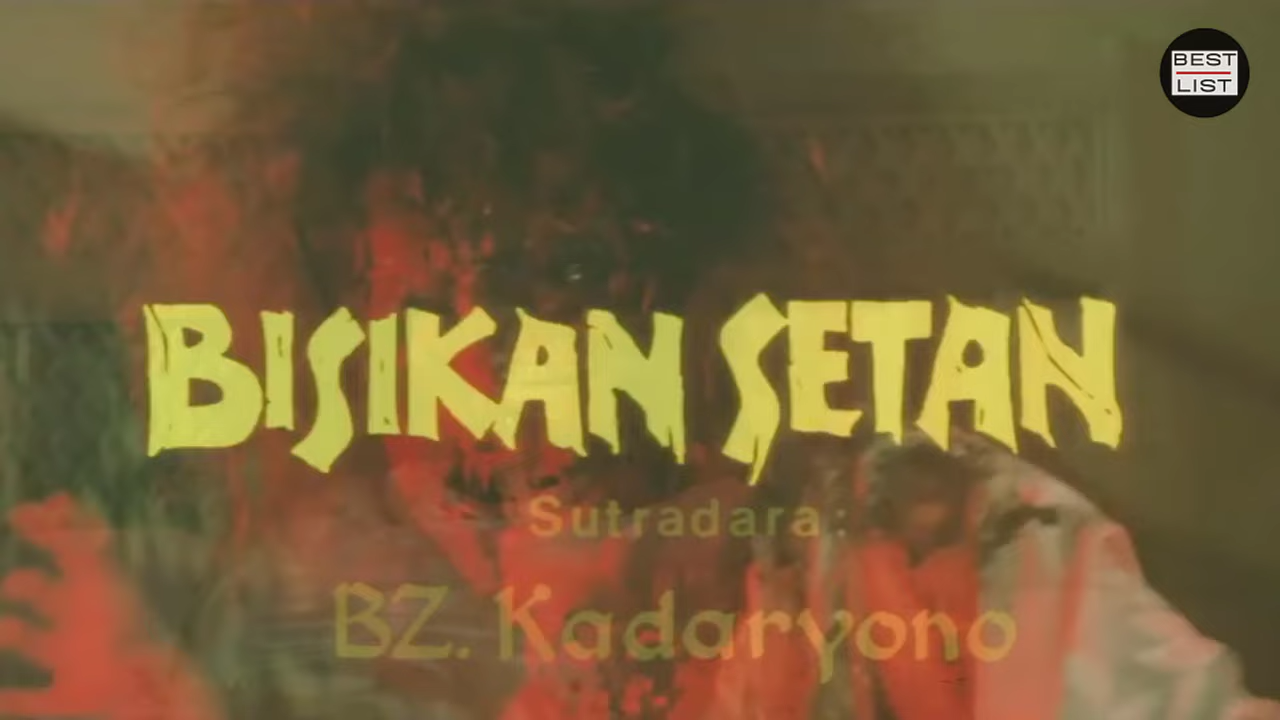 BEST
LIST
BISIKAN SETAN
Sutradara:
BZ. Kadaryono